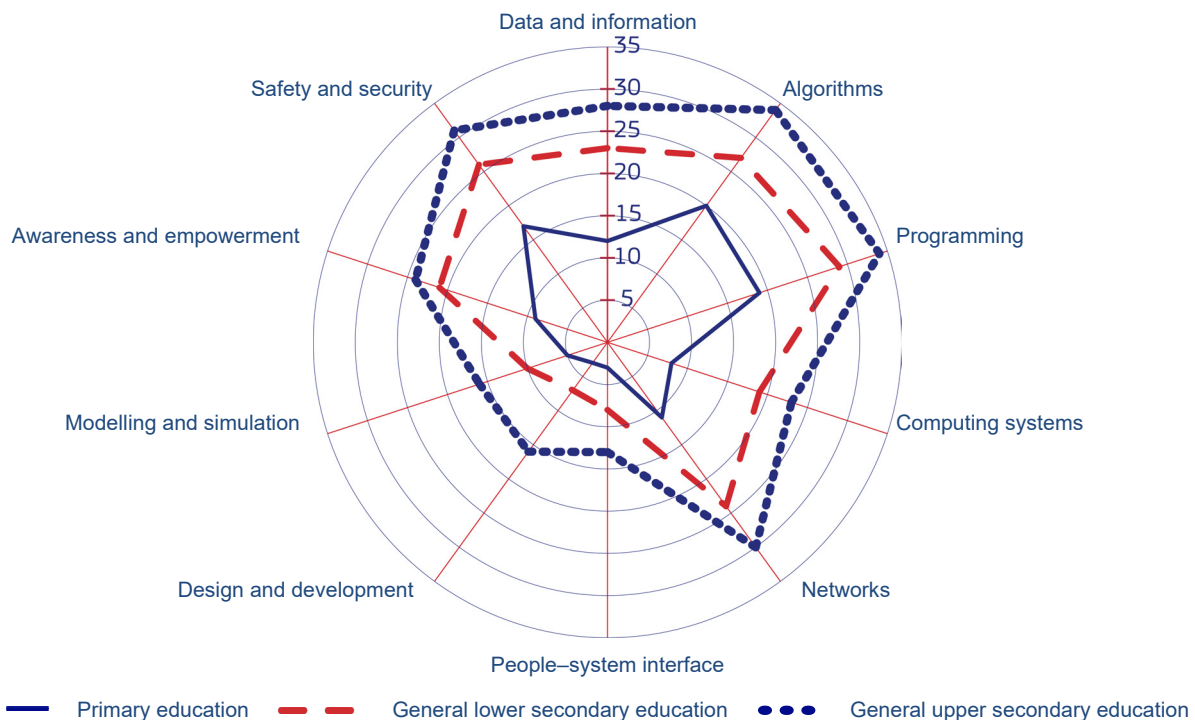 Data and information
35
Safety and security
Algorithms
30
25
20
15
Awareness and empowerment
Programming
10
5
Modelling and simulation
Computing systems
Design and development
Networks
People–system interface
Primary education
General lower secondary education
General upper secondary education